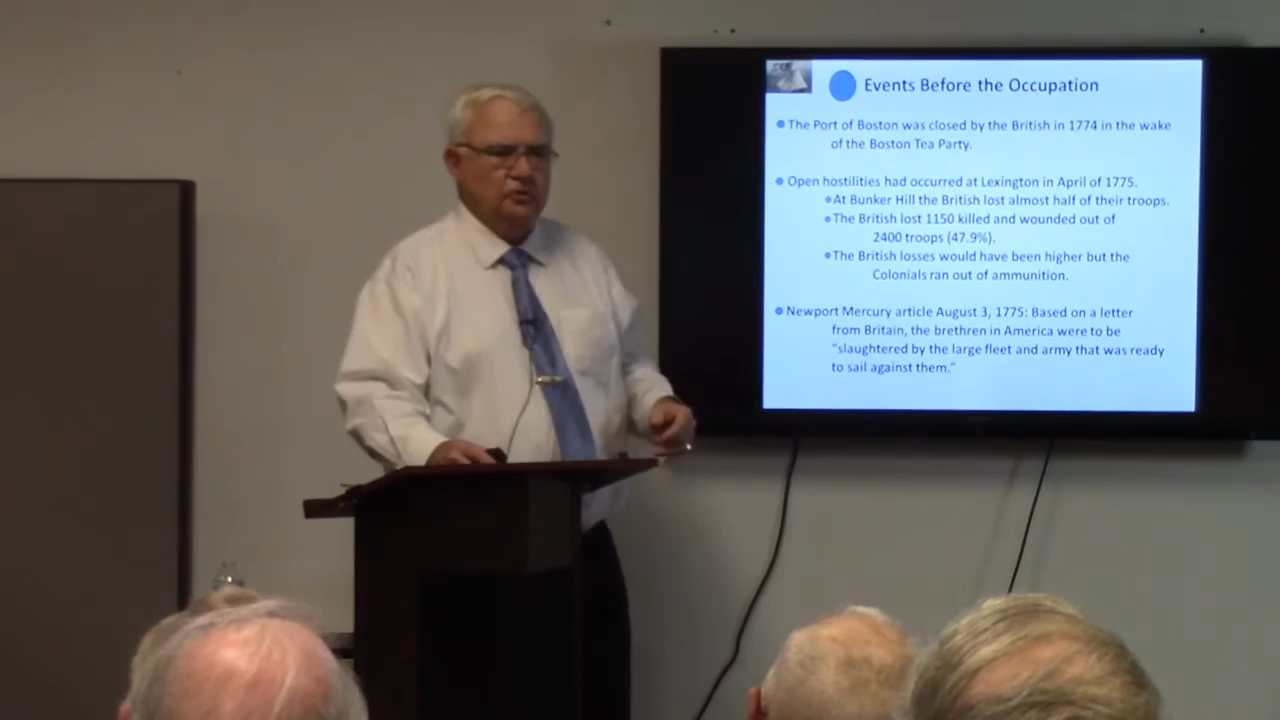 Events Before the Occupation
The Port of Boston was closed by the British in 1774 in the wake
of the Boston Tea Party.
Open hostilities had occurred at Lexington in April of 1775.
At Bunker Hill the British lost almost half of their troops.
The British lost 1150 killed and wounded out of
2400 troops (47.9%).
The British losses would have been higher but the
Colonials ran out of ammunition.
Newport Mercury article August 3, 1775: Based on a letter
from Britain, the brethren in America were to be
"slaughtered by the large fleet and army that was ready
to sail against them."